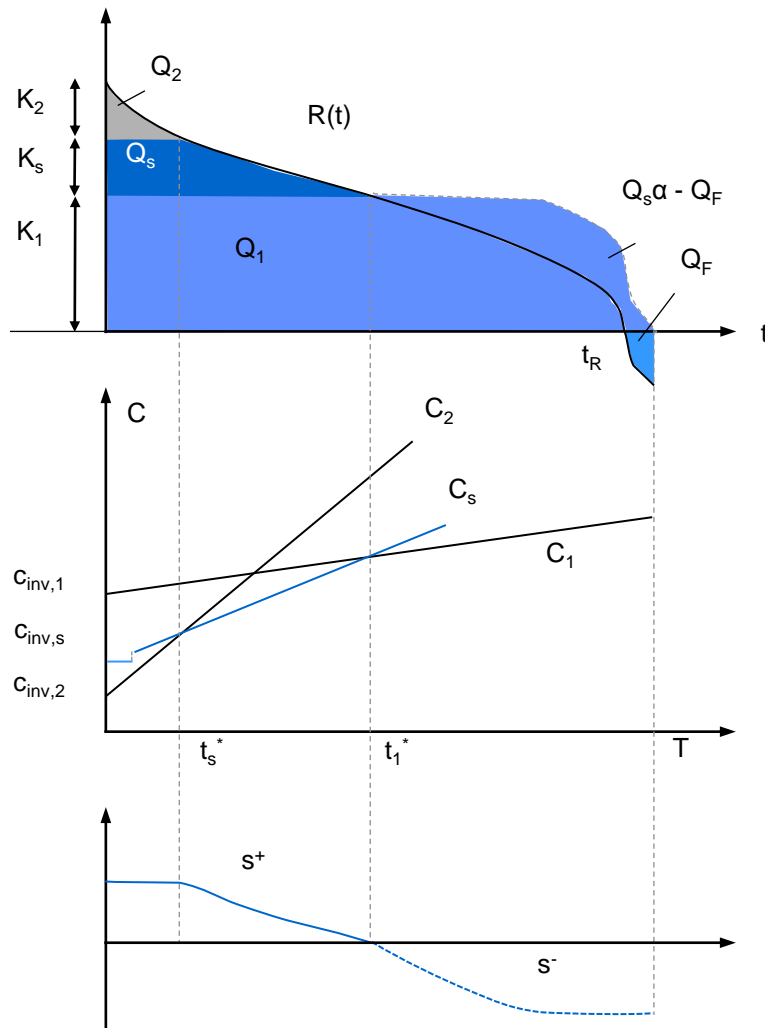 Q2
K2
R(t)
Ks
Qs
Qsα - QF
K1
Q1
QF
tR
t
C
C2
Cs
C1
cinv,1
cinv,s
cinv,2
ts*
t1*
T
s+
s-